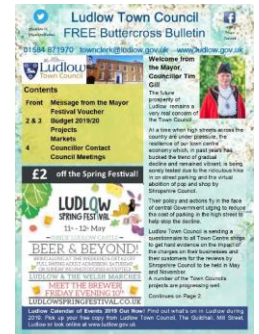 Ludlow Town Council
FREE Buttercross Bulletin
01584 871970 townclerk@ludlow.gov.uk www.ludlow.gov.uk
Ludlow
Town Council
Contents
Front Message from the Mayor
Festival Voucher
2 & 3 Budget 2019/20
Projects
Markets
4 Councillor Contact
Council Meetings
£2 off the Spring Festival!
LUDLOW
SPRING FESTIVAL
11th-12th May
BEER & BEYOND!
LUDLOW & THE WELSH MARCHES
MEET THE BREWER
FRIDAY EVENING 10th
LUDLOWSPRINGFESTIVAL.CO.UK
Welcome from
the Mayor,
Councillor Tim
Gill
The future
prosperity of
Ludlow remains a
very real concern of
the Town Council.
At a time when high streets across the
country are under pressure, the
resilience of our town centre
economy which, in past years has
bucked the trend of gradual
decline and remained vibrant, is being
sorely tested due to the ridiculous hike
in on street parking and the virtual
abolition of pop and shop by
Shropshire Council.
Their policy and actions fly in the face
of central Government urging to reduce
the cost of parking in the high street to
help stop the decline.
Ludlow Town Council is sending a
questionnaire to all Town Centre shops
to get hard evidence on the impact of
the charges on their businesses and
their customers for the reviews by
Shropshire Council to be held in May
and November
A number of the Town Councils
projects are progressing well.
Continues on Page 2
Ludlow Calendar of Events 2019 Out Now! Find out what's on in Ludlow during
2019. Pick up your free copy from Ludlow Town Council, The Guildhall, Mill Street,
Ludlow or look online at www.ludlow.gov.uk